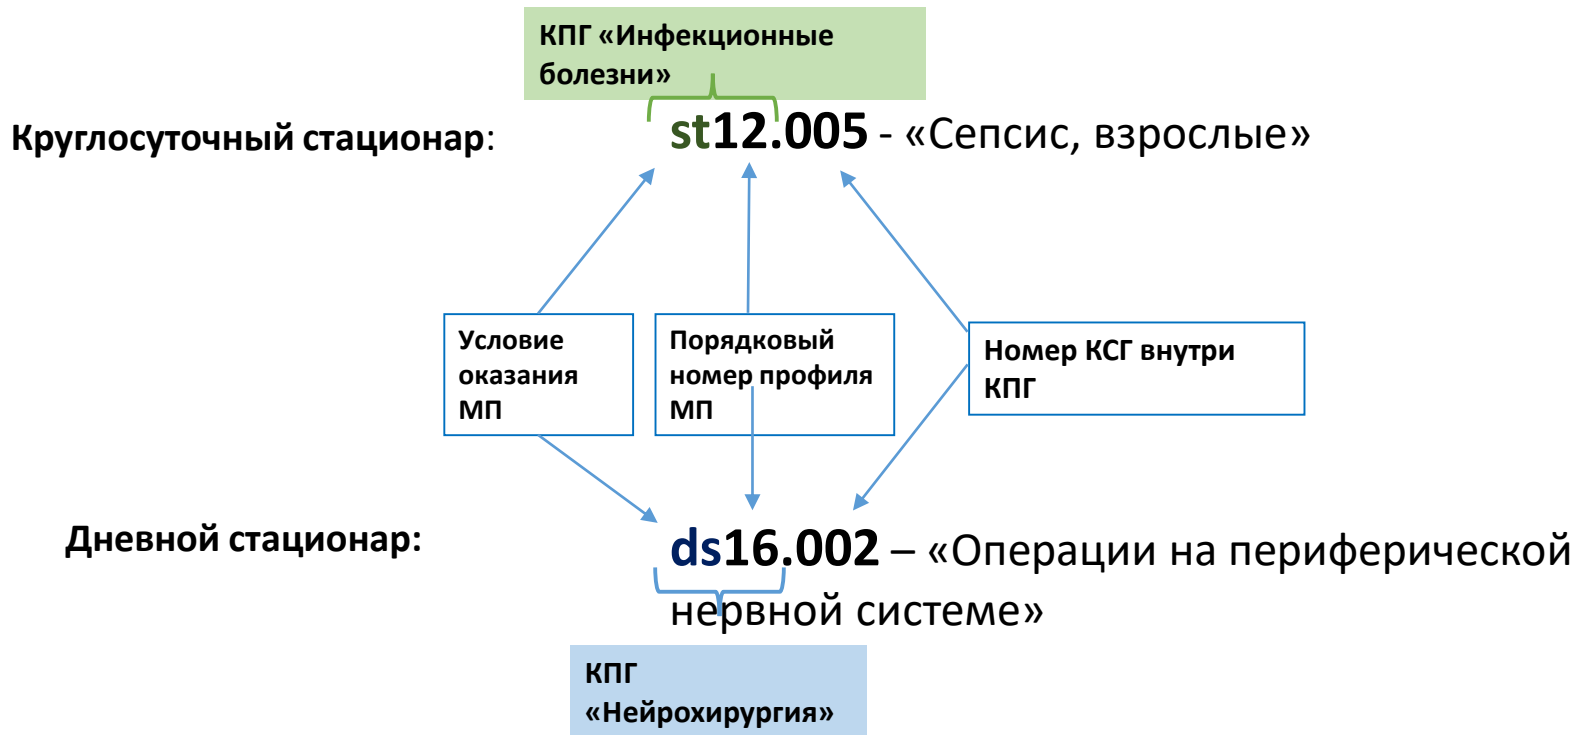 КПГ «Инфекционные
болезни»
Круглосуточный стационар:
st12.005 - «Сепсис, взрослые»
Условие
оказания
МП
Порядковый
номер профиля
МП
Номер КСГ внутри
КПГ
Дневной стационар:
ds16.002 – «Операции на периферической
нервной системе»
КПГ
«Нейрохирургия»